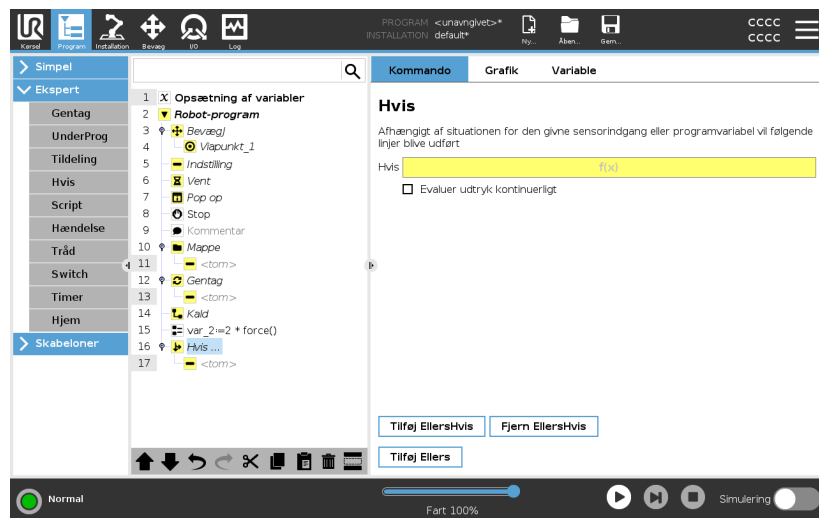 UR
Kørsel
Program
Installation
Bevæg
I/O
Log
PROGRAM <unavngivet>*
INSTALLATION default*
Ny...
Åben...
Gem...
CCCC
CCCC
Simpel
Ekspert
Gentag
UnderProg
Tildeling
Hvis
Script
Hændelse
Tråd
Switch
Timer
Hjem
Skabeloner
1 X Opsætning af variabler
2 Robot-program
3 BevægJ
4 Viapunkt_1
5 Indstilling
6 Vent
7 Pop op
8 Stop
9 Kommentar
10 Mappe
11 <tom>
12 Gentag
13 <tom>
14 Kald
15 var_2:=2 * force()
16 Hvis ...
17 <tom>
Kommando Grafik Variable
Hvis
Afhængigt af situationen for den givne sensorindgang eller programvariabel vil følgende
linjer blive udført
Hvis f(x)
Evaluer udtryk kontinuerligt
Tilføj EllersHvis Fjern EllersHvis
Tilføj Ellers
Normal
Fart 100%
Simulering